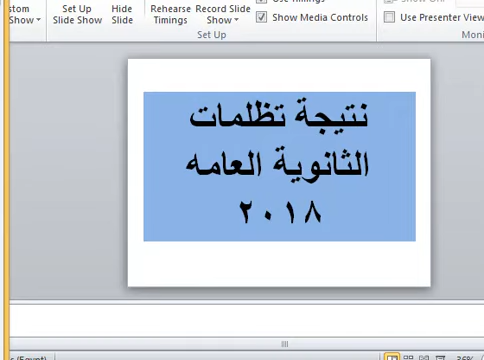 Set Up
Slide Show
Hide
Slide
Rehearse
Timings
Record Slide
Show
Show Media Controls
Use Presenter View
Set Up
نتيجة تظلمات
الثانوية العامه
٢٠١٨